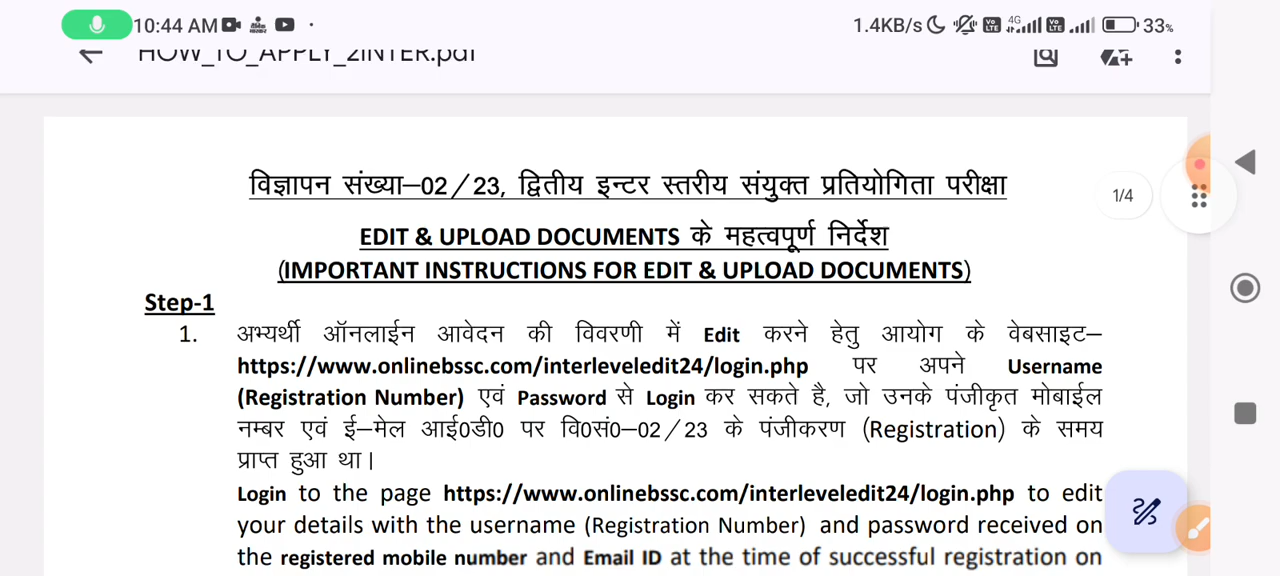 10:44 AM
1.4KB/s 4G 33%
HOW_TO_APPLY_2INTER.pdf
विज्ञापन संख्या–02/23, द्वितीय इन्टर स्तरीय संयुक्त प्रतियोगिता परीक्षा
1/4
EDIT & UPLOAD DOCUMENTS के महत्वपूर्ण निर्देश
(IMPORTANT INSTRUCTIONS FOR EDIT & UPLOAD DOCUMENTS)
Step-1
1. अभ्यर्थी ऑनलाईन आवेदन की विवरणी में Edit करने हेतु आयोग के वेबसाइट–
https://www.onlinebssc.com/interleveledit24/login.php पर अपने Username
(Registration Number) एवं Password से Login कर सकते है, जो उनके पंजीकृत मोबाईल
नम्बर एवं ई–मेल आई0डी0 पर वि0सं0–02/23 के पंजीकरण (Registration) के समय
प्राप्त हुआ था।
Login to the page https://www.onlinebssc.com/interleveledit24/login.php to edit
your details with the username (Registration Number) and password received on
the registered mobile number and Email ID at the time of successful registration on